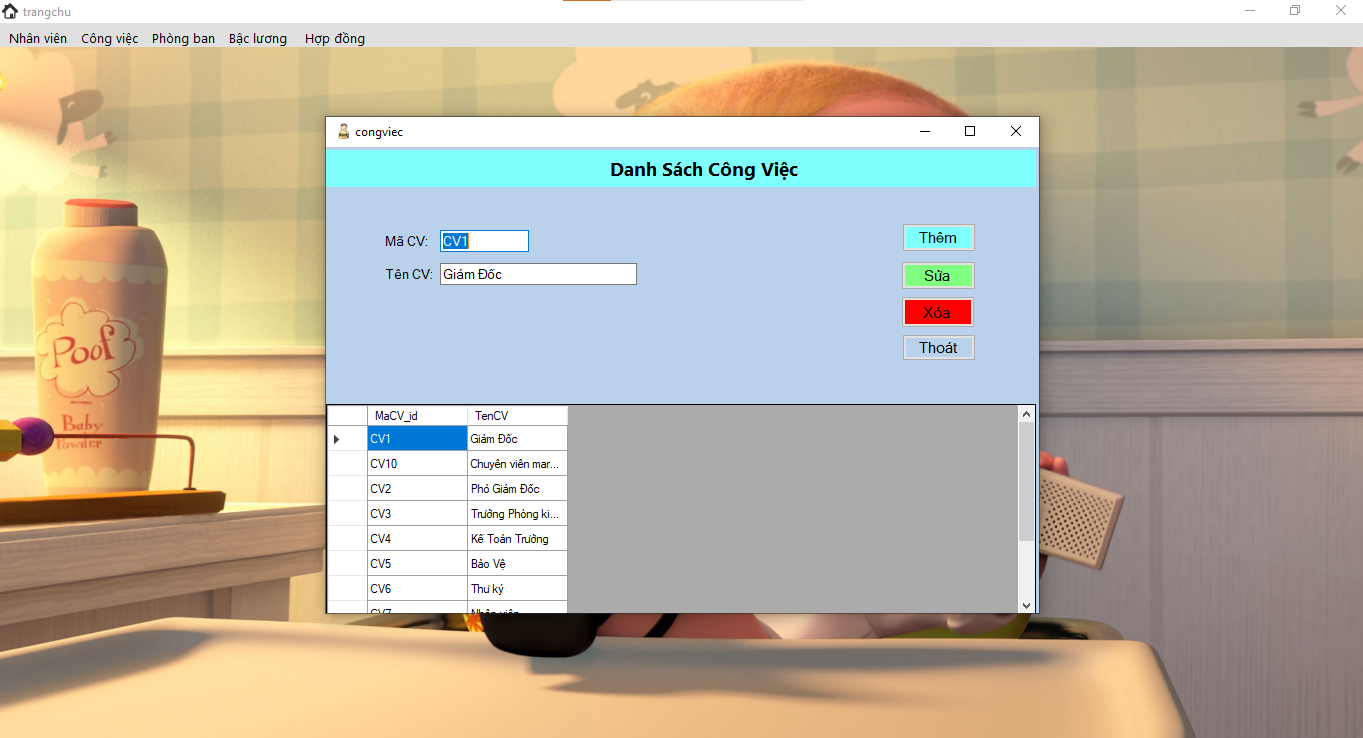 trangchu
Nhân viên Công việc Phòng ban Bậc lương Hợp đồng
congviec
Danh Sách Công Việc
Mã CV: CV1
Thêm
Tên CV: Giám Đốc
Sửa
Xóa
Thoát
MaCV_id TenCV
CV1 Giám Đốc
CV10 Chuyên viên mar...
CV2 Phó Giám Đốc
CV3 Trưởng Phòng ki...
CV4 Kế Toán Trưởng
CV5 Bảo Vệ
CV6 Thư ký
CV7 Nhân viên
Poof
Baby
Powder